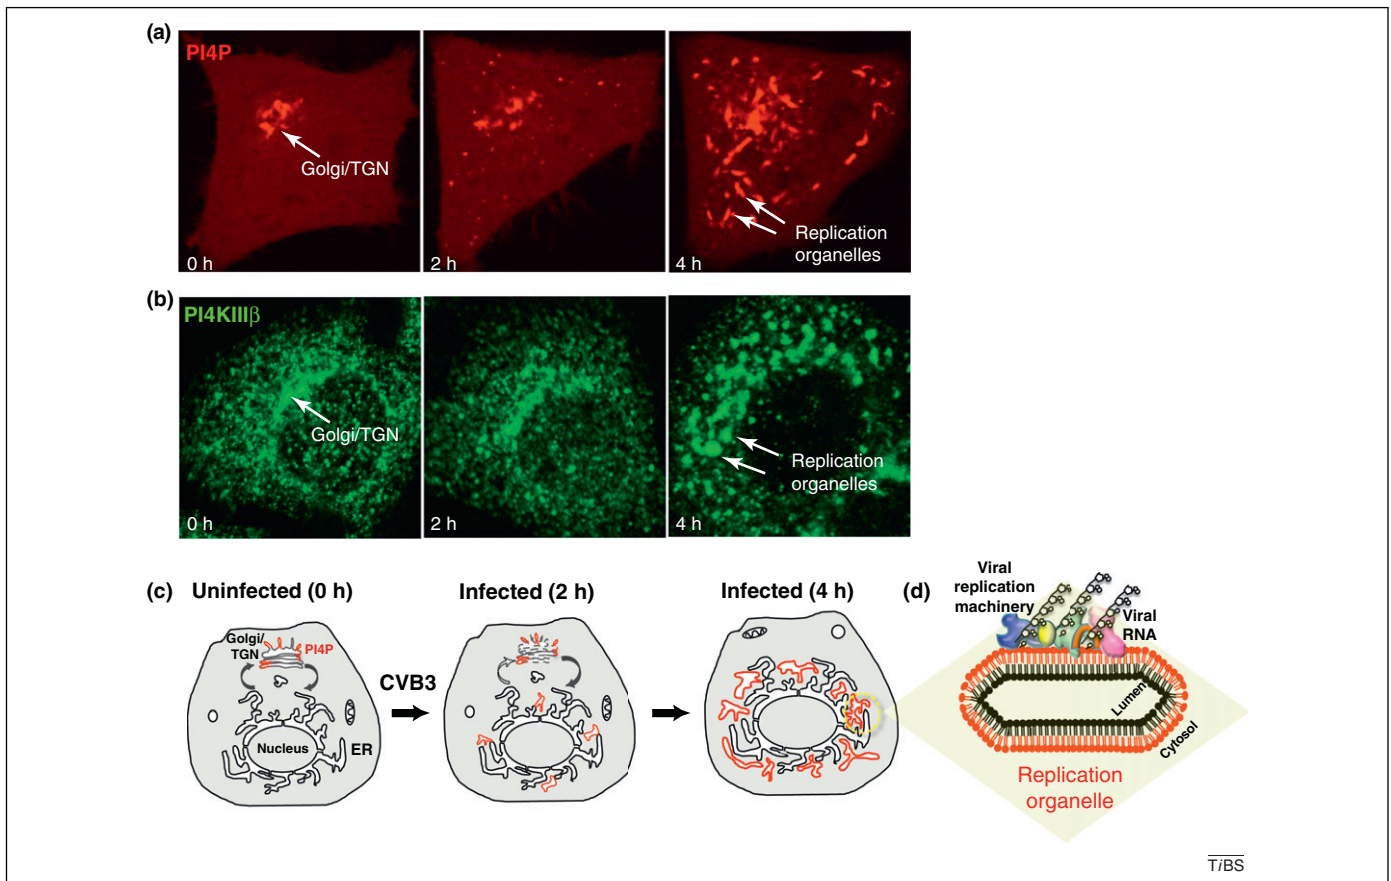 (a)
PI4P
Golgi/TGN
0 h
2 h
4 h
Replication
organelles
(b)
PI4KIIIβ
Golgi/TGN
0 h
2 h
4 h
Replication
organelles
(c)
Uninfected (0 h)
Infected (2 h)
Infected (4 h)
(d)
Golgi/
TGN
PI4P
Nucleus
ER
CVB3
Viral
replication
machinery
Viral
RNA
Lumen
Cytosol
Replication
organelle
TiBS